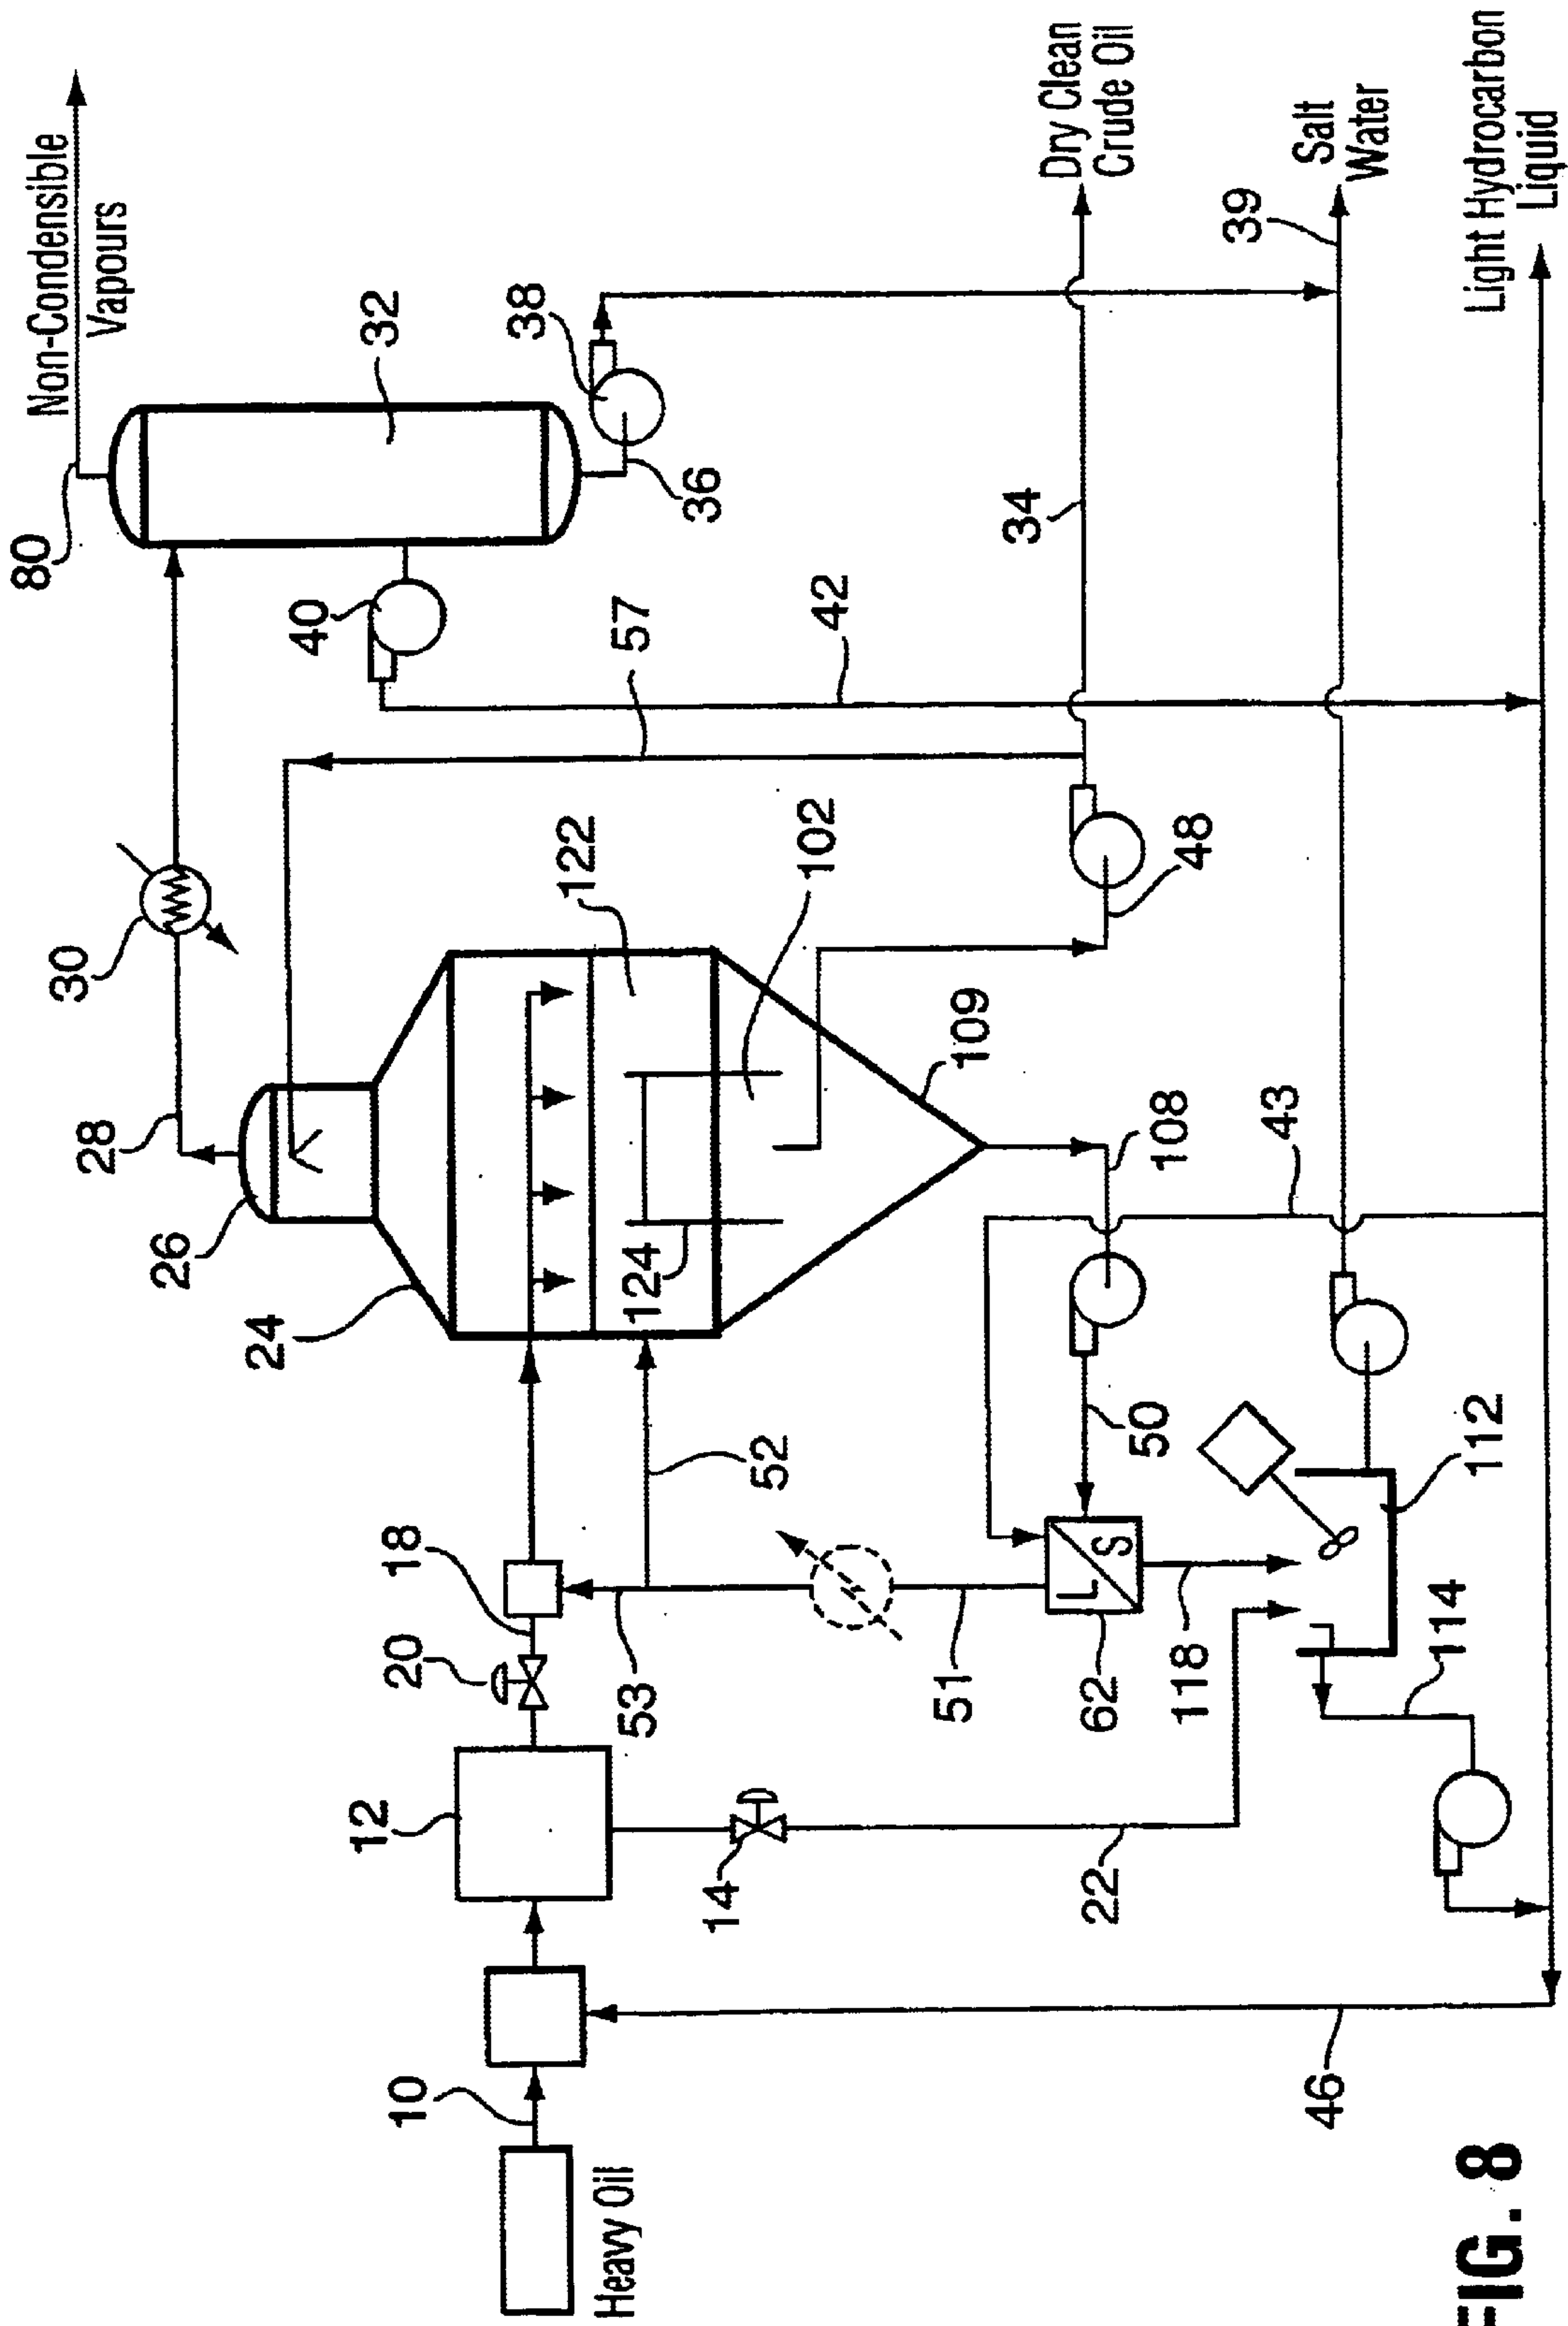 Non-Condensible
Vapours
80
32
38
36
40
57
42
34
Dry Clean
Crude Oil
39
Salt
Water
Light Hydrocarbon
Liquid
30
28
26
24
122
102
124
109
48
108
43
50
52
18
20
53
51
L
S
62
118
112
114
12
14
22
10
46
Heavy Oil
FIG. 8